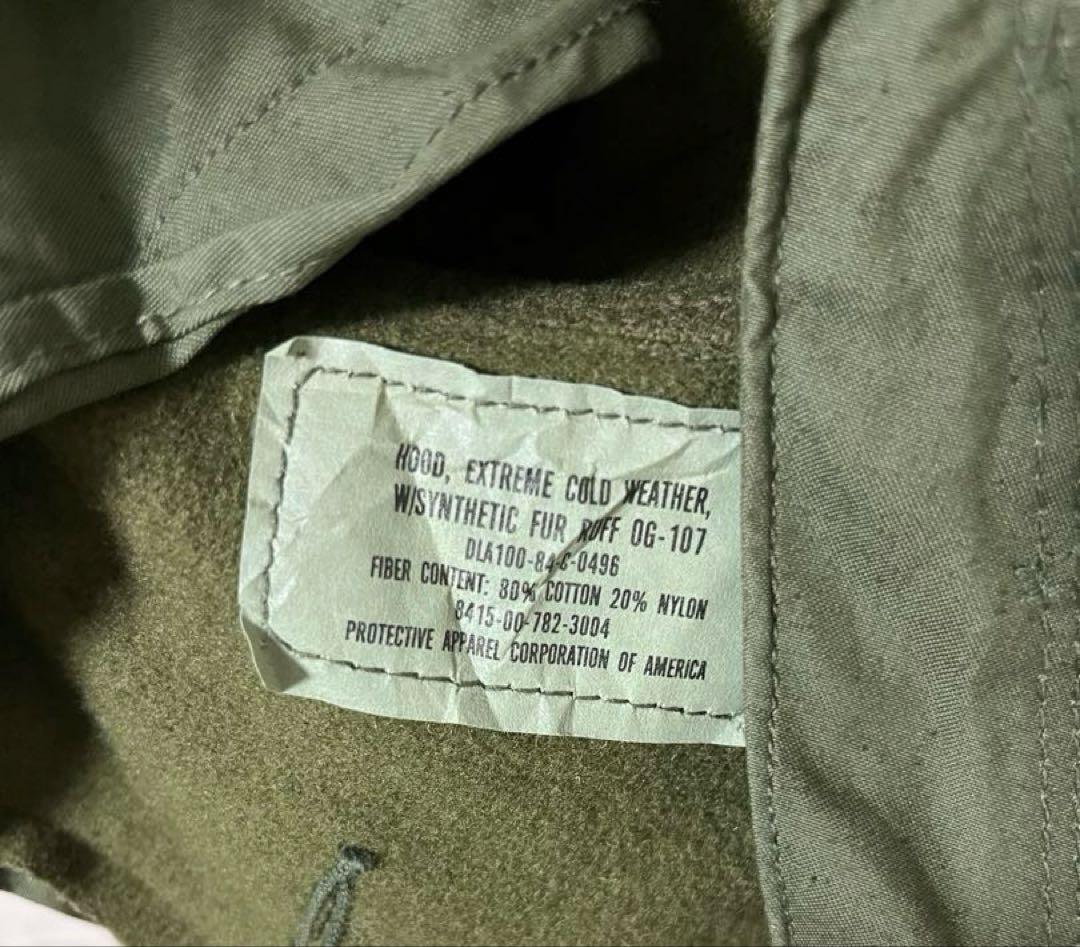 HOOD, EXTREME COLD WEATHER,
W/SYNTHETIC FUR RUFF OG-107
DLA100-84-C-0496
FIBER CONTENT: 80% COTTON 20% NYLON
8415-00-782-3004
PROTECTIVE APPAREL CORPORATION OF AMERICA